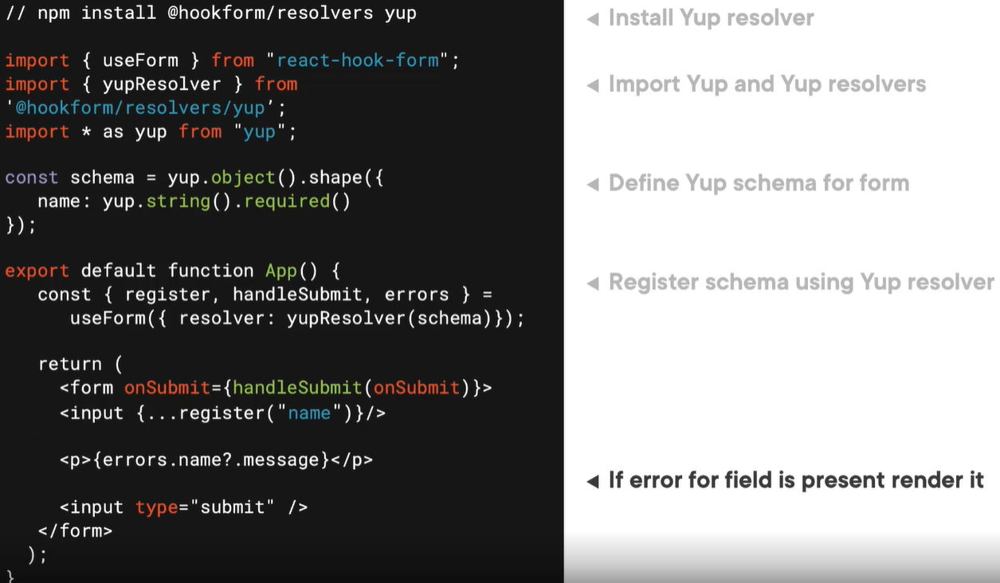 // npm install @hookform/resolvers yup
import { useForm } from "react-hook-form";
import { yupResolver } from
'@hookform/resolvers/yup’;
import * as yup from "yup";
const schema = yup.object().shape({
name: yup.string().required()
});
export default function App() {
const { register, handleSubmit, errors } =
useForm({ resolver: yupResolver(schema)});
return (
<form onSubmit={handleSubmit(onSubmit)}>
<input {...register("name")}/>
<p>{errors.name?.message}</p>
<input type="submit" />
</form>
);
}
◄ Install Yup resolver
◄ Import Yup and Yup resolvers
◄ Define Yup schema for form
◄ Register schema using Yup resolver
◄ If error for field is present render it